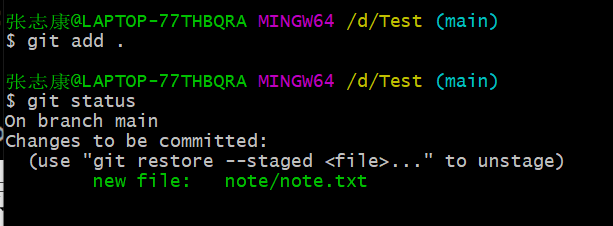 张志康@LAPTOP-77THBQRA MINGW64 /d/Test (main)
$ git add .
张志康@LAPTOP-77THBQRA MINGW64 /d/Test (main)
$ git status
On branch main
Changes to be committed:
  (use "git restore --staged <file>..." to unstage)
        new file:   note/note.txt